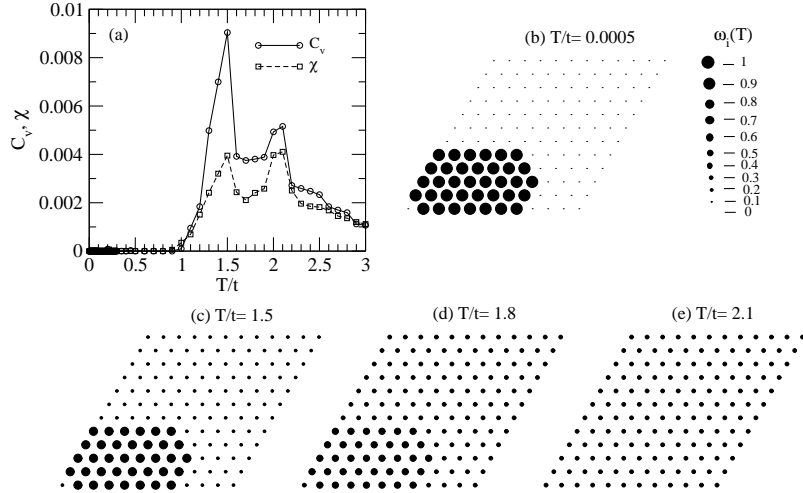 0.01
0.008
0.006
0.004
0.002
0
C_v, χ
(a)
C_v
χ
0 0.5 1 1.5 2 2.5 3
T/t
(b) T/t= 0.0005
ω_i(T)
1
0.9
0.8
0.7
0.6
0.5
0.4
0.3
0.2
0.1
0
(c) T/t= 1.5
(d) T/t= 1.8
(e) T/t= 2.1